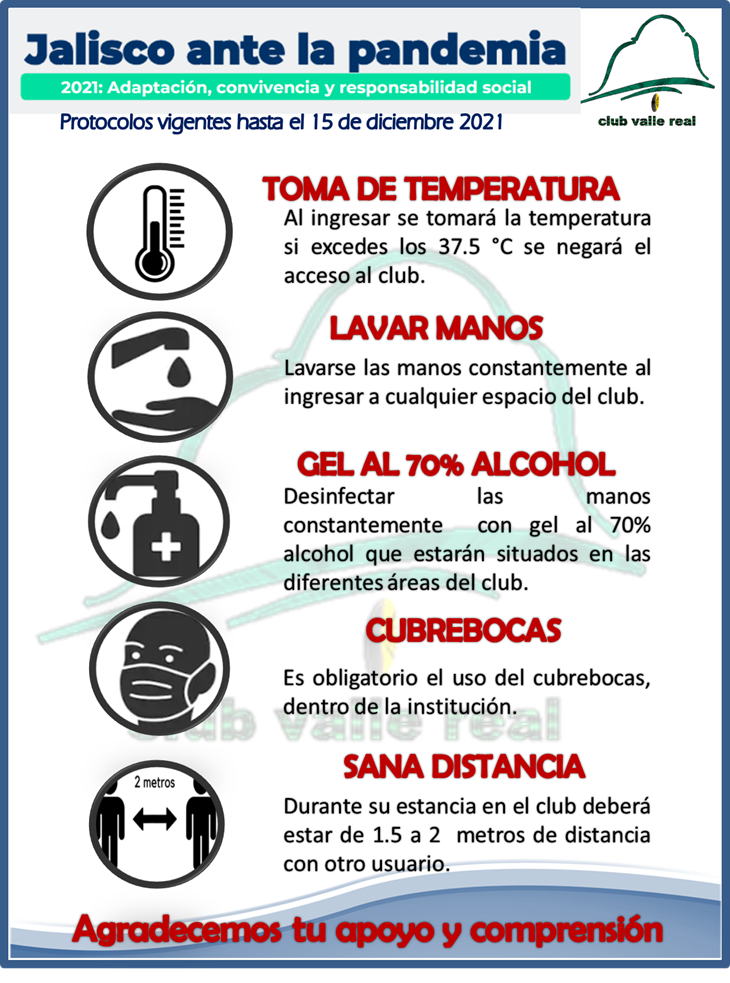 Jalisco ante la pandemia
2021: Adaptación, convivencia y responsabilidad social
Protocolos vigentes hasta el 15 de diciembre 2021
club valle real
TOMA DE TEMPERATURA
Al ingresar se tomará la temperatura
si excedes los 37.5 °C se negará el
acceso al club.
LAVAR MANOS
Lavarse las manos constantemente al
ingresar a cualquier espacio del club.
GEL AL 70% ALCOHOL
Desinfectar las manos
constantemente con gel al 70%
alcohol que estarán situados en las
diferentes áreas del club.
CUBREBOCAS
Es obligatorio el uso del cubrebocas,
dentro de la institución.
club valle real
SANA DISTANCIA
2 metros
Durante su estancia en el club deberá
estar de 1.5 a 2 metros de distancia
con otro usuario.
Agradecemos tu apoyo y comprensión